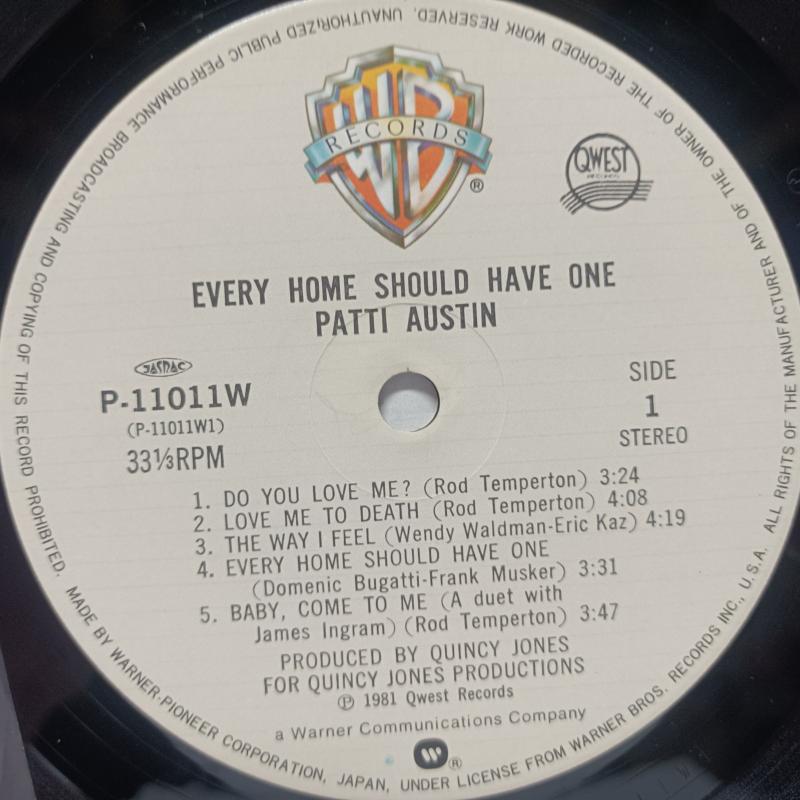 WB
RECORDS
®
QWEST
RECORDS
EVERY HOME SHOULD HAVE ONE
PATTI AUSTIN
JASRAC
P-11011W
(P-11011W1)
33⅓RPM
SIDE
1
STEREO
1. DO YOU LOVE ME? (Rod Temperton) 3:24
2. LOVE ME TO DEATH (Rod Temperton) 4:08
3. THE WAY I FEEL (Wendy Waldman-Eric Kaz) 4:19
4. EVERY HOME SHOULD HAVE ONE
(Domenic Bugatti-Frank Musker) 3:31
5. BABY, COME TO ME (A duet with
James Ingram) (Rod Temperton) 3:47
PRODUCED BY QUINCY JONES
FOR QUINCY JONES PRODUCTIONS
℗ 1981 Qwest Records
a Warner Communications Company
®
MADE BY WARNER-PIONEER CORPORATION, JAPAN, UNDER LICENSE FROM WARNER BROS. RECORDS INC., U.S.A. ALL RIGHTS OF THE MANUFACTURER AND OF THE OWNER OF THE RECORDED WORK RESERVED. UNAUTHORIZED PUBLIC PERFORMANCE BROADCASTING AND COPYING OF THIS RECORD PROHIBITED.